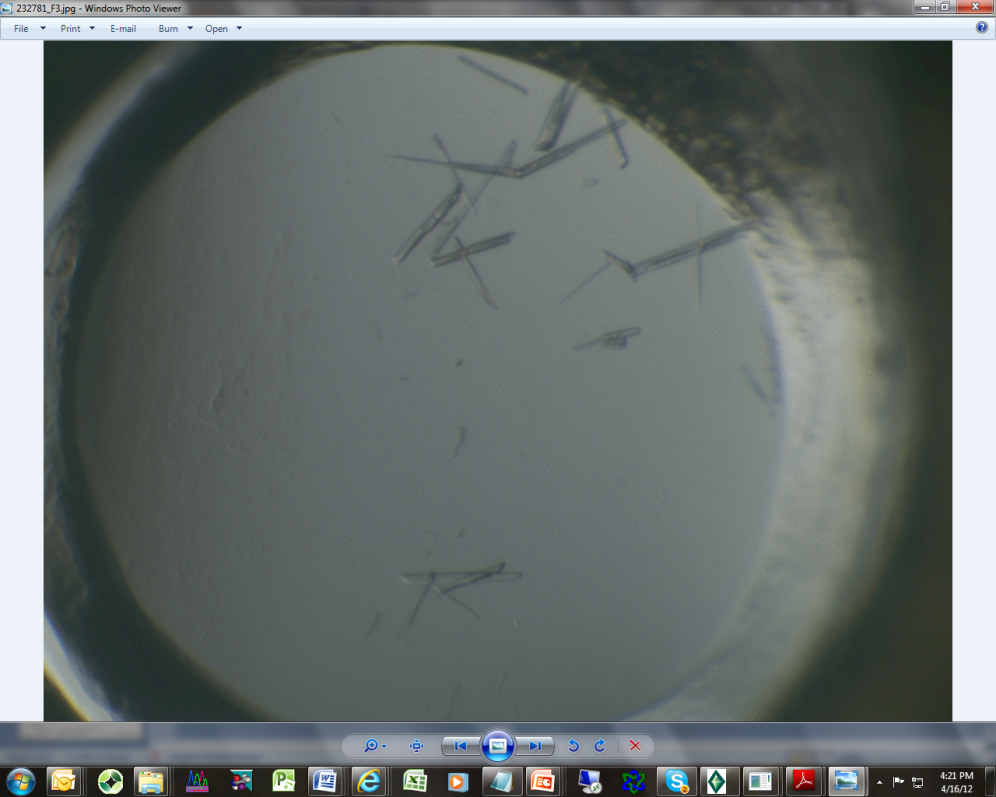 232781_F3.jpg - Windows Photo Viewer
File Print E-mail Burn Open
4:21 PM
4/16/12